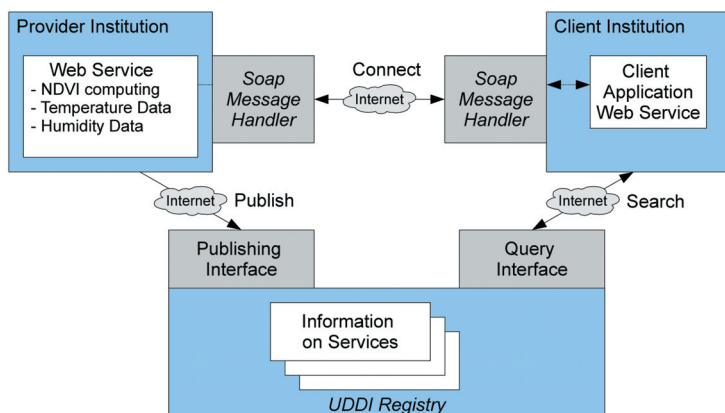 Provider Institution
Web Service
- NDVI computing
- Temperature Data
- Humidity Data
Soap
Message
Handler
Connect
Internet
Soap
Message
Handler
Client Institution
Client
Application
Web Service
Internet
Publish
Internet
Search
Publishing
Interface
Query
Interface
Information
on Services
UDDI Registry